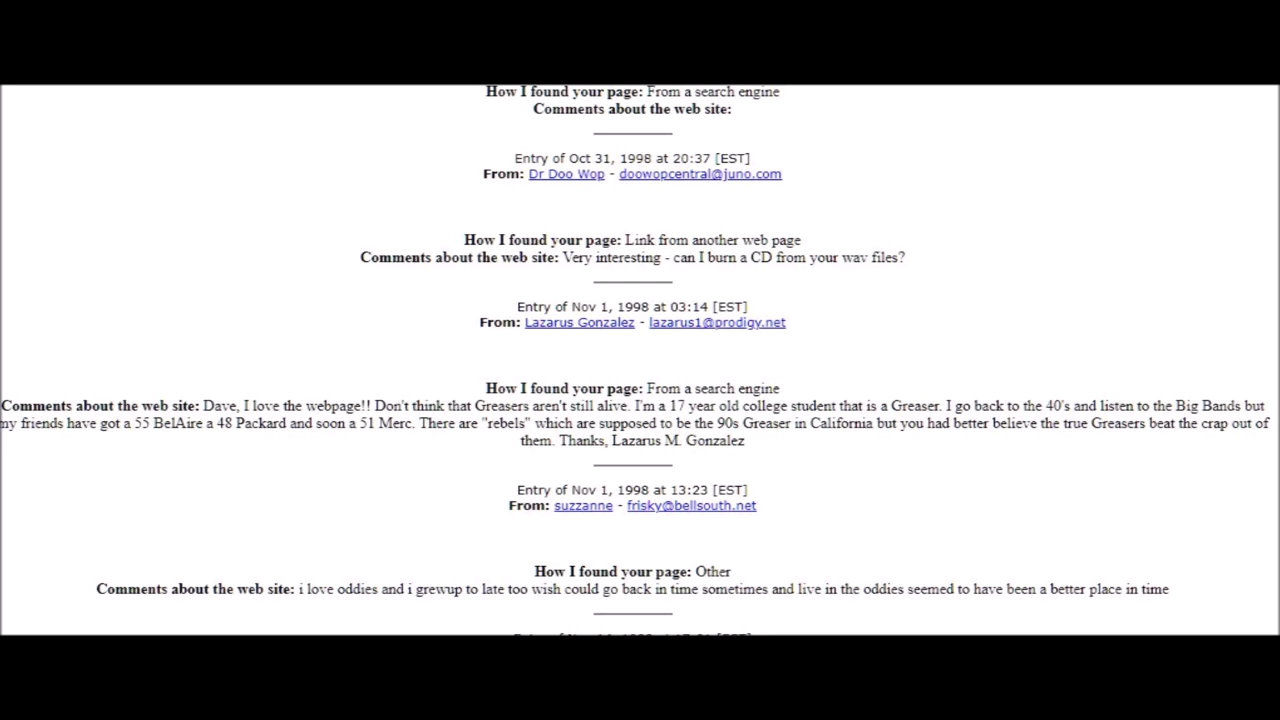 How I found your page: From a search engine
Comments about the web site:
Entry of Oct 31, 1998 at 20:37 [EST]
From: Dr Doo Wop - doowopcentral@juno.com
How I found your page: Link from another web page
Comments about the web site: Very interesting - can I burn a CD from your wav files?
Entry of Nov 1, 1998 at 03:14 [EST]
From: Lazarus Gonzalez - lazarus1@prodigy.net
How I found your page: From a search engine
Comments about the web site: Dave, I love the webpage!! Don't think that Greasers aren't still alive. I'm a 17 year old college student that is a Greaser. I go back to the 40's and listen to the Big Bands but
my friends have got a 55 BelAire a 48 Packard and soon a 51 Merc. There are "rebels" which are supposed to be the 90s Greaser in California but you had better believe the true Greasers beat the crap out of
them. Thanks, Lazarus M. Gonzalez
Entry of Nov 1, 1998 at 13:23 [EST]
From: suzzanne - frisky@bellsouth.net
How I found your page: Other
Comments about the web site: i love oddies and i grewup to late too wish could go back in time sometimes and live in the oddies seemed to have been a better place in time